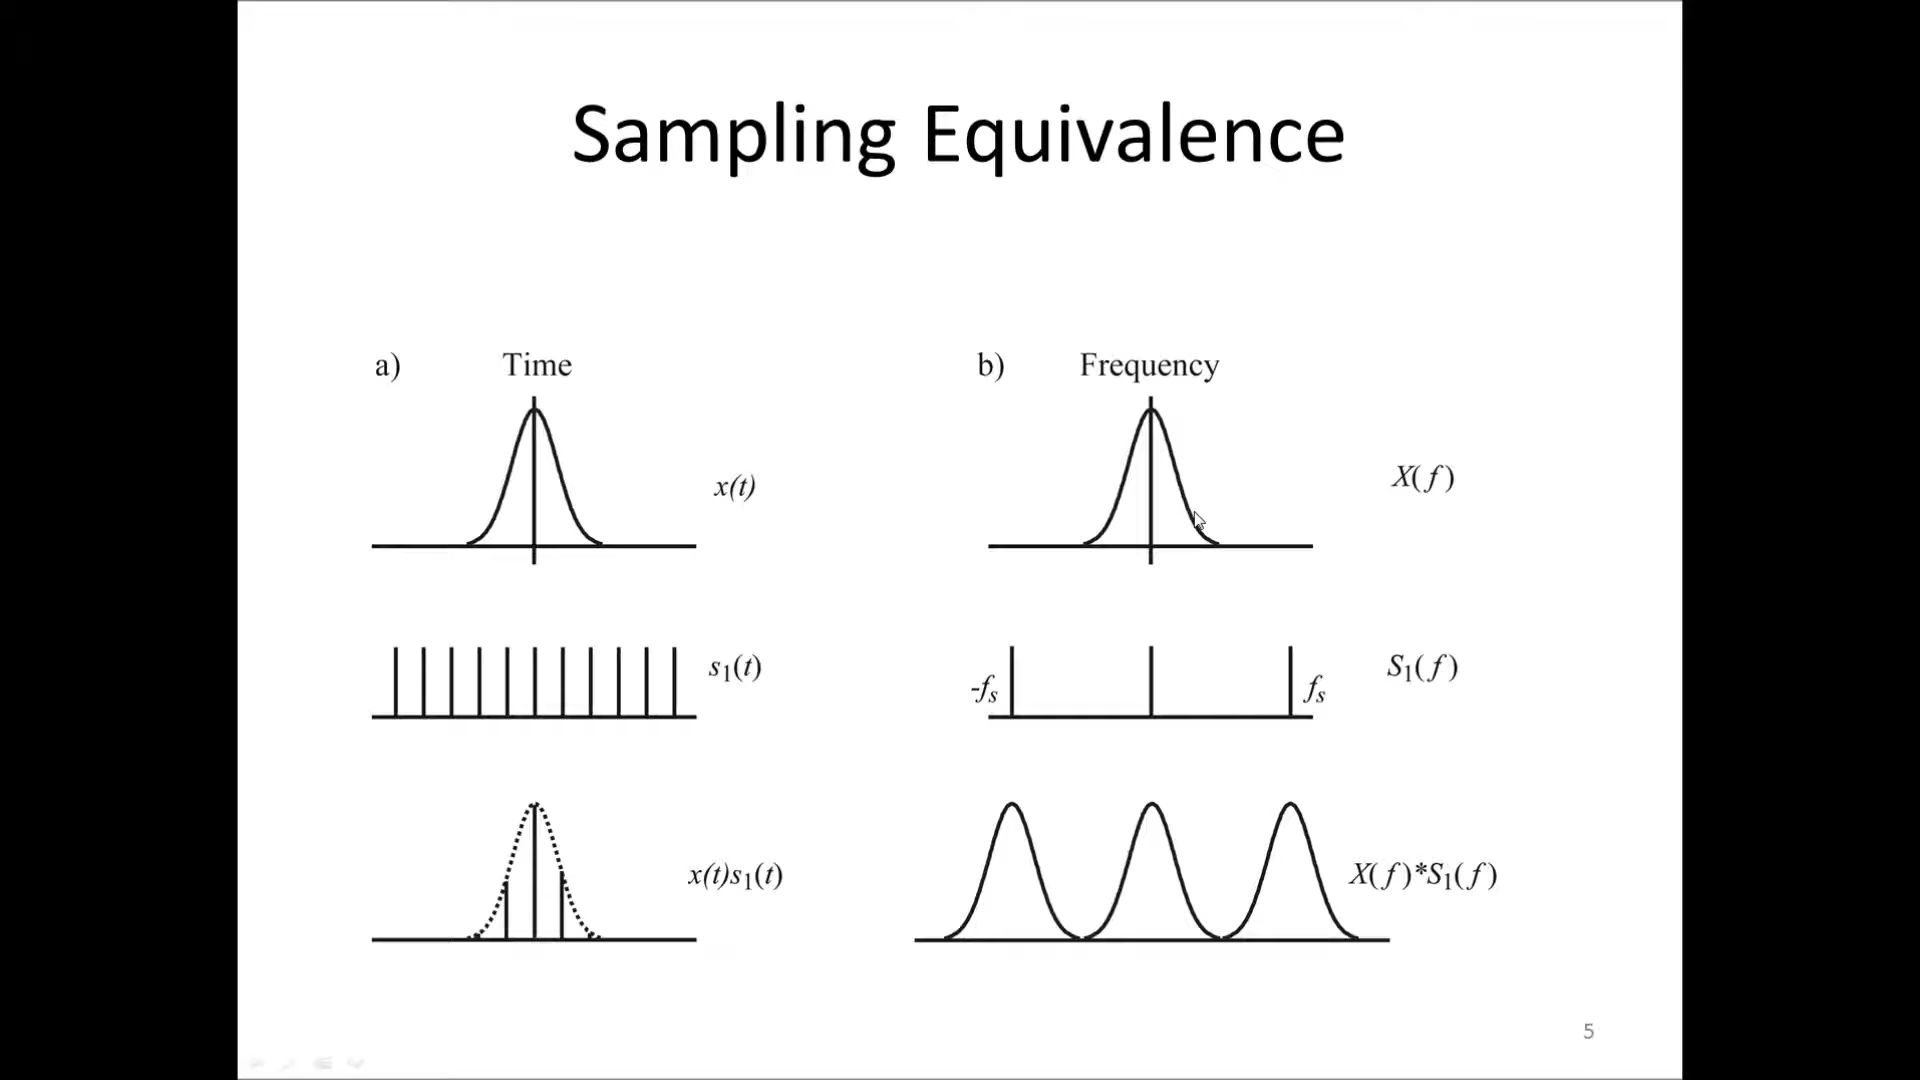 Sampling Equivalence
a) Time
b) Frequency
x(t)
X(f)
s₁(t)
-fₛ
fₛ
S₁(f)
x(t)s₁(t)
X(f)*S₁(f)
5